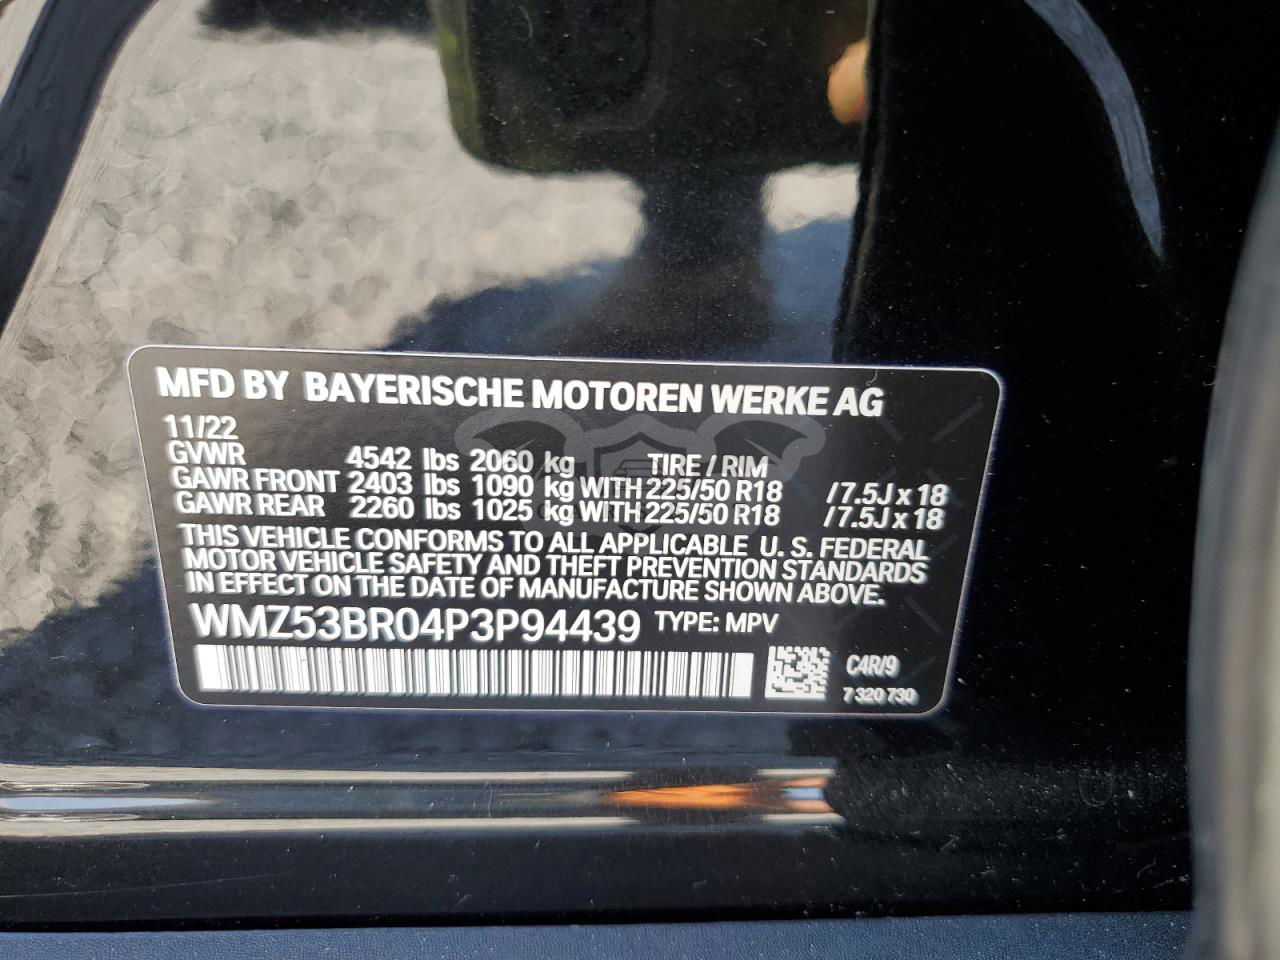 MFD BY BAYERISCHE MOTOREN WERKE AG
11/22
GVWR 4542 lbs 2060 kg TIRE / RIM
GAWR FRONT 2403 lbs 1090 kg WITH 225/50 R18 / 7.5J x 18
GAWR REAR 2260 lbs 1025 kg WITH 225/50 R18 / 7.5J x 18
THIS VEHICLE CONFORMS TO ALL APPLICABLE U. S. FEDERAL
MOTOR VEHICLE SAFETY AND THEFT PREVENTION STANDARDS
IN EFFECT ON THE DATE OF MANUFACTURE SHOWN ABOVE.
WMZ53BR04P3P94439 TYPE: MPV
C4R/9
7 320 730